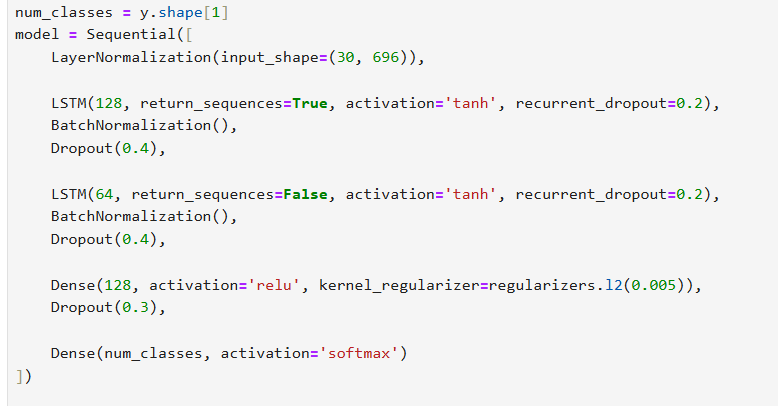 num_classes = y.shape[1]
model = Sequential([
    LayerNormalization(input_shape=(30, 696)),
    LSTM(128, return_sequences=True, activation='tanh', recurrent_dropout=0.2),
    BatchNormalization(),
    Dropout(0.4),
    LSTM(64, return_sequences=False, activation='tanh', recurrent_dropout=0.2),
    BatchNormalization(),
    Dropout(0.4),
    Dense(128, activation='relu', kernel_regularizer=regularizers.l2(0.005)),
    Dropout(0.3),
    Dense(num_classes, activation='softmax')
])